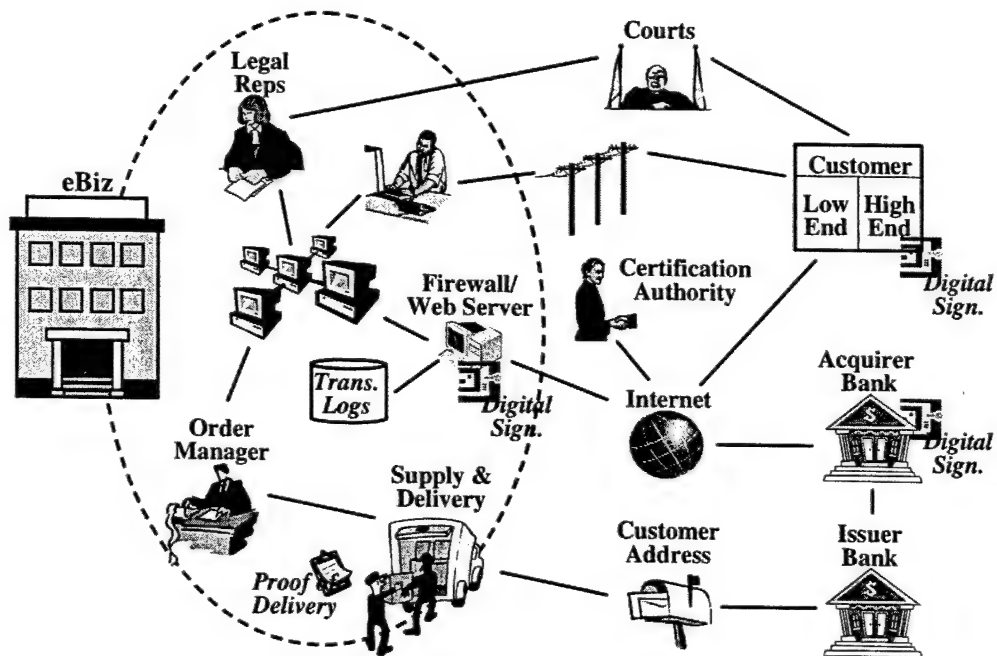 Courts
Legal
Reps
eBiz
Customer
Low
End
High
End
Digital
Sign.
Certification
Authority
Firewall/
Web Server
Trans.
Logs
Digital
Sign.
Internet
Acquirer
Bank
Digital
Sign.
Order
Manager
Supply &
Delivery
Proof of
Delivery
Customer
Address
Issuer
Bank